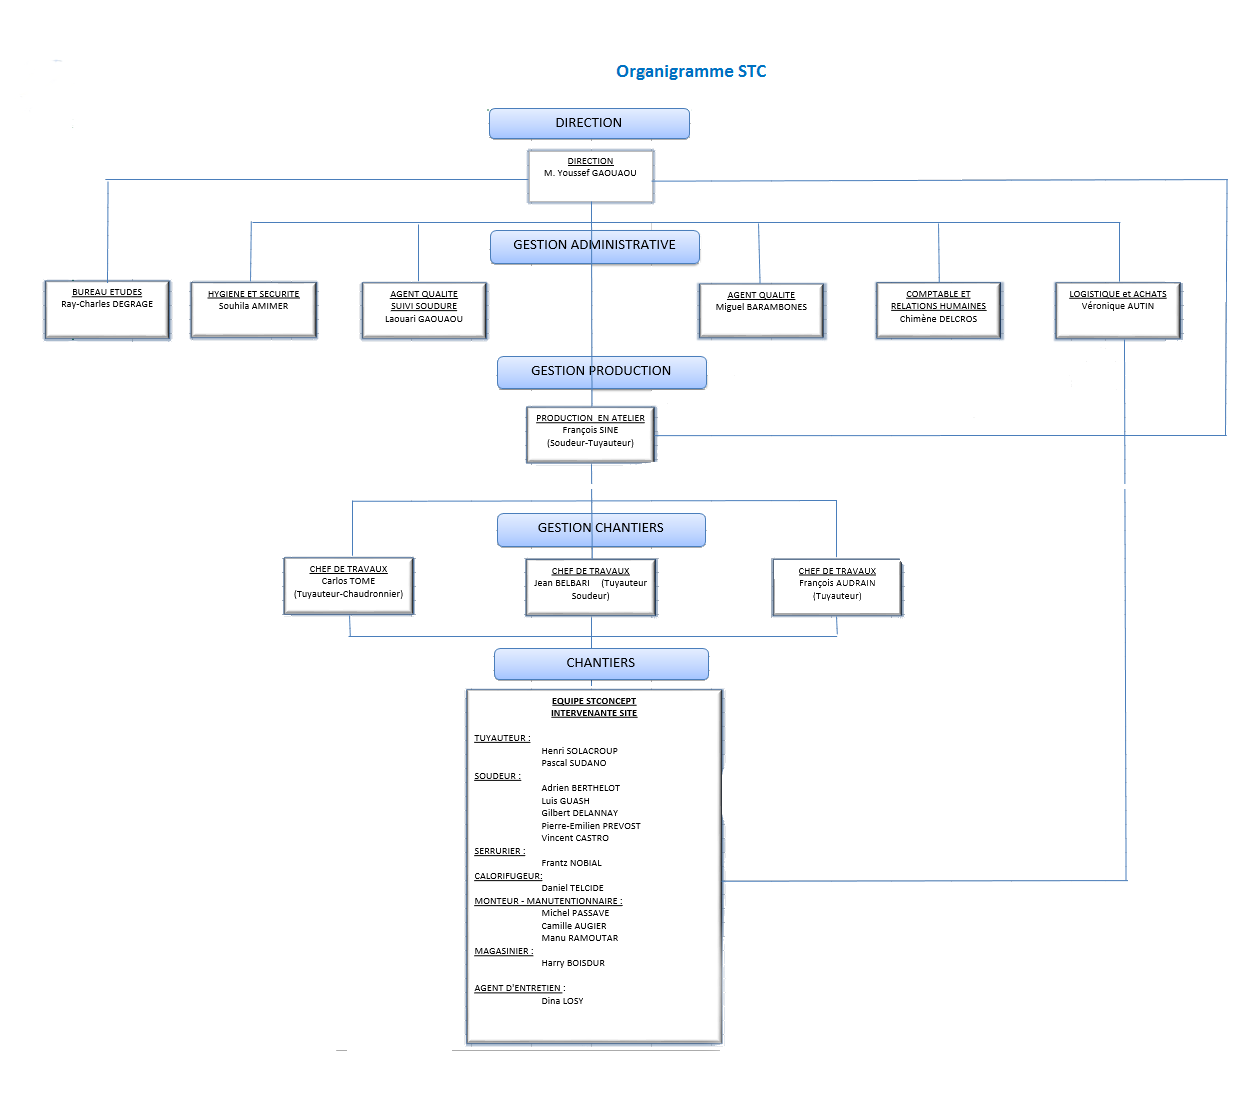 Organigramme STC
DIRECTION
DIRECTION
M. Youssef GAOUAOU
GESTION ADMINISTRATIVE
BUREAU ETUDES
Ray-Charles DEGRAGE
HYGIENE ET SECURITE
Souhila AMIMER
AGENT QUALITE
SUIVI SOUDURE
Laouari GAOUAOU
AGENT QUALITE
Miguel BARAMBONES
COMPTABLE ET
RELATIONS HUMAINES
Chimène DELCROS
LOGISTIQUE et ACHATS
Véronique AUTIN
GESTION PRODUCTION
PRODUCTION EN ATELIER
François SINE
(Soudeur-Tuyauteur)
GESTION CHANTIERS
CHEF DE TRAVAUX
Carlos TOME
(Tuyauteur-Chaudronnier)
CHEF DE TRAVAUX
Jean BELBARI (Tuyauteur
Soudeur)
CHEF DE TRAVAUX
François AUDRAIN
(Tuyauteur)
CHANTIERS
EQUIPE STCONCEPT
INTERVENANTE SITE
TUYAUTEUR :
Henri SOLACROUP
Pascal SUDANO
SOUDEUR :
Adrien BERTHELOT
Luis GUASH
Gilbert DELANNAY
Pierre-Emilien PREVOST
Vincent CASTRO
SERRURIER :
Frantz NOBIAL
CALORIFUGEUR:
Daniel TELCIDE
MONTEUR - MANUTENTIONNAIRE :
Michel PASSAVE
Camille AUGIER
Manu RAMOUTAR
MAGASINIER :
Harry BOISDUR
AGENT D'ENTRETIEN :
Dina LOSY